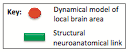 Key:
Dynamical model of
local brain area
Structural
neuroanatomical link